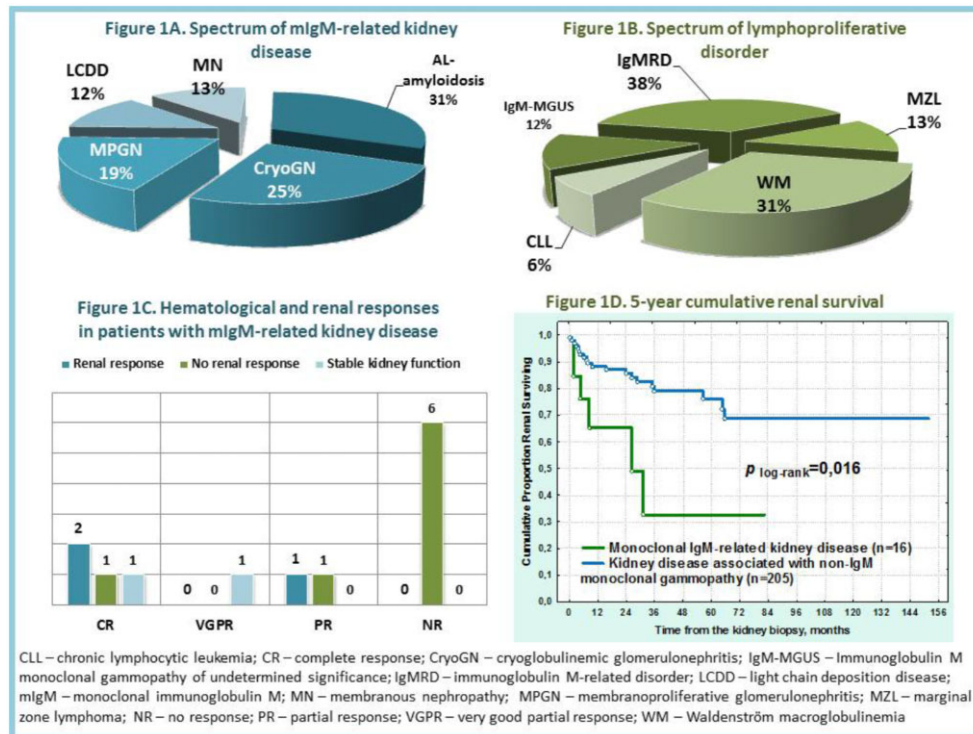 Figure 1A. Spectrum of mIgM-related kidney
disease
LCDD
12%
MN
13%
AL-
amyloidosis
31%
MPGN
19%
CryoGN
25%
Figure 1B. Spectrum of lymphoproliferative
disorder
IgMRD
38%
IgM-MGUS
12%
MZL
13%
WM
31%
CLL
6%
Figure 1C. Hematological and renal responses
in patients with mIgM-related kidney disease
Renal response No renal response Stable kidney function
2 1 1
0 0 1
1 1 0
0 6 0
CR VGPR PR NR
Figure 1D. 5-year cumulative renal survival
Cumulative Proportion Renal Surviving
1,0
0,9
0,8
0,7
0,6
0,5
0,4
0,3
0,2
0,1
0,0
p log-rank=0,016
Monoclonal IgM-related kidney disease (n=16)
Kidney disease associated with non-IgM
monoclonal gammopathy (n=205)
0 12 24 36 48 60 72 84 96 108 120 132 144 156
Time from the kidney biopsy, months
CLL – chronic lymphocytic leukemia; CR – complete response; CryoGN – cryoglobulinemic glomerulonephritis; IgM-MGUS – Immunoglobulin M
monoclonal gammopathy of undetermined significance; IgMRD – immunoglobulin M-related disorder; LCDD – light chain deposition disease;
mIgM – monoclonal immunoglobulin M; MN – membranous nephropathy; MPGN – membranoproliferative glomerulonephritis; MZL – marginal
zone lymphoma; NR – no response; PR – partial response; VGPR – very good partial response; WM – Waldenström macroglobulinemia